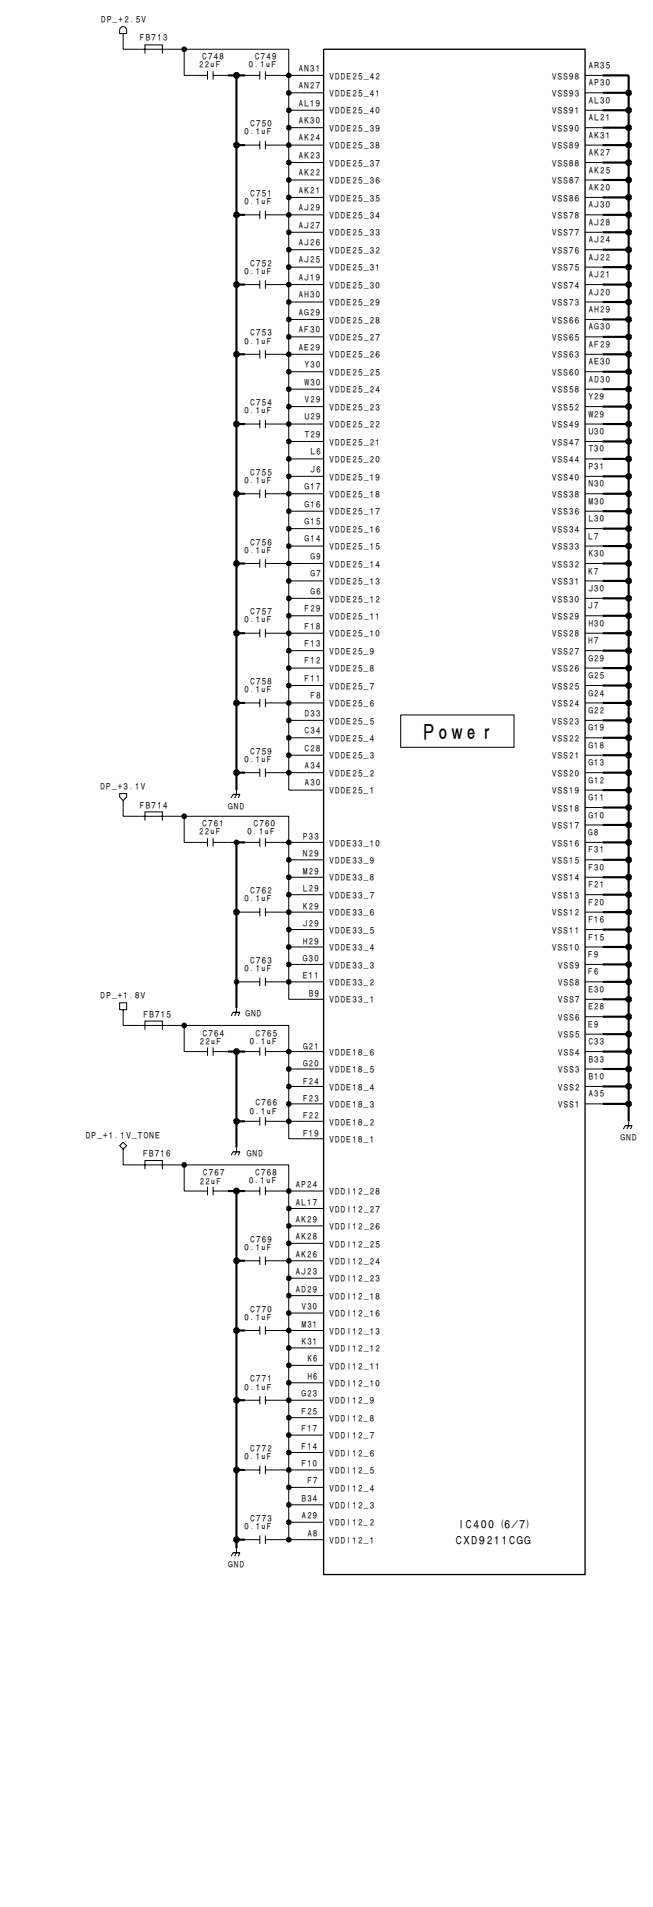 DP_+2.5V
FB713
C748
22uF
C749
0.1uF
AN31 VDDE25_42
AN27 VDDE25_41
AL19 VDDE25_40
AK30 VDDE25_39
C750
0.1uF
AK24 VDDE25_38
AK23 VDDE25_37
AK22 VDDE25_36
AK21 VDDE25_35
C751
0.1uF
AJ29 VDDE25_34
AJ27 VDDE25_33
AJ26 VDDE25_32
AJ25 VDDE25_31
C752
0.1uF
AJ19 VDDE25_30
AH30 VDDE25_29
AG29 VDDE25_28
AF30 VDDE25_27
C753
0.1uF
AE29 VDDE25_26
Y30 VDDE25_25
W30 VDDE25_24
V29 VDDE25_23
C754
0.1uF
U29 VDDE25_22
T29 VDDE25_21
L6 VDDE25_20
J6 VDDE25_19
C755
0.1uF
G17 VDDE25_18
G16 VDDE25_17
G15 VDDE25_16
G14 VDDE25_15
C756
0.1uF
G9 VDDE25_14
G7 VDDE25_13
G6 VDDE25_12
F29 VDDE25_11
C757
0.1uF
F18 VDDE25_10
F13 VDDE25_9
F12 VDDE25_8
F11 VDDE25_7
C758
0.1uF
F8 VDDE25_6
D33 VDDE25_5
C34 VDDE25_4
C28 VDDE25_3
C759
0.1uF
A34 VDDE25_2
A30 VDDE25_1
GND
DP_+3.1V
FB714
C761
22uF
C760
0.1uF
P33 VDDE33_10
N29 VDDE33_9
M29 VDDE33_8
L29 VDDE33_7
C762
0.1uF
K29 VDDE33_6
J29 VDDE33_5
H29 VDDE33_4
G30 VDDE33_3
C763
0.1uF
E11 VDDE33_2
B9 VDDE33_1
GND
DP_+1.8V
FB715
C764
22uF
C765
0.1uF
G21 VDDE18_6
G20 VDDE18_5
F24 VDDE18_4
F23 VDDE18_3
C766
0.1uF
F22 VDDE18_2
F19 VDDE18_1
GND
DP_+1.1V_TONE
FB716
C767
22uF
C768
0.1uF
AP24 VDDI12_28
AL17 VDDI12_27
AK29 VDDI12_26
AK28 VDDI12_25
C769
0.1uF
AK26 VDDI12_24
AJ23 VDDI12_23
AD29 VDDI12_18
V30 VDDI12_16
C770
0.1uF
M31 VDDI12_13
K31 VDDI12_12
K6 VDDI12_11
H6 VDDI12_10
C771
0.1uF
G23 VDDI12_9
F25 VDDI12_8
F17 VDDI12_7
F14 VDDI12_6
C772
0.1uF
F10 VDDI12_5
F7 VDDI12_4
B34 VDDI12_3
A29 VDDI12_2
C773
0.1uF
A8 VDDI12_1
GND
Power
IC400 (6/7)
CXD9211CGG
VSS98 AR35
VSS93 AP30
VSS91 AL30
VSS90 AL21
VSS89 AK31
VSS88 AK27
VSS87 AK25
VSS86 AK20
VSS78 AJ30
VSS77 AJ28
VSS76 AJ24
VSS75 AJ22
VSS74 AJ21
VSS73 AJ20
VSS66 AH29
VSS65 AG30
VSS63 AF29
VSS60 AE30
VSS58 AD30
VSS52 Y29
VSS49 W29
VSS47 U30
VSS44 T30
VSS40 P31
VSS38 N30
VSS36 M30
VSS34 L30
VSS33 L7
VSS32 K30
VSS31 K7
VSS30 J30
VSS29 J7
VSS28 H30
VSS27 H7
VSS26 G29
VSS25 G25
VSS24 G24
VSS23 G22
VSS22 G19
VSS21 G18
VSS20 G13
VSS19 G12
VSS18 G11
VSS17 G10
VSS16 G8
VSS15 F31
VSS14 F30
VSS13 F21
VSS12 F20
VSS11 F16
VSS10 F15
VSS9 F9
VSS8 F6
VSS7 E30
VSS6 E28
VSS5 E9
VSS4 C33
VSS3 B33
VSS2 B10
VSS1 A35
GND